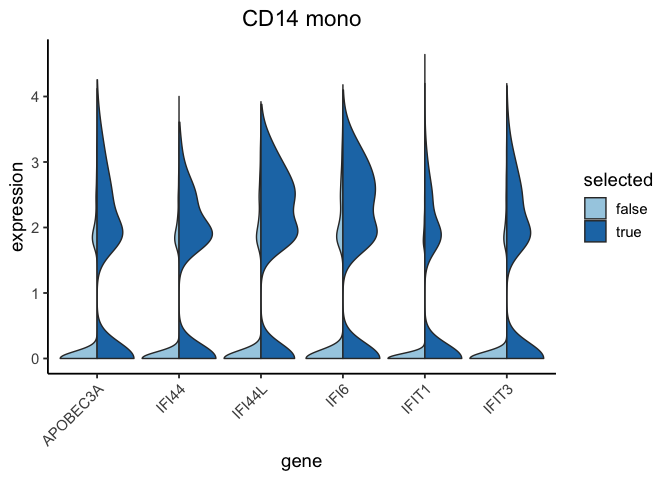 CD14 mono
expression
4
3
2
1
0
APOBEC3A
IFI44
IFI44L
IFI6
IFIT1
IFIT3
gene
selected
false
true